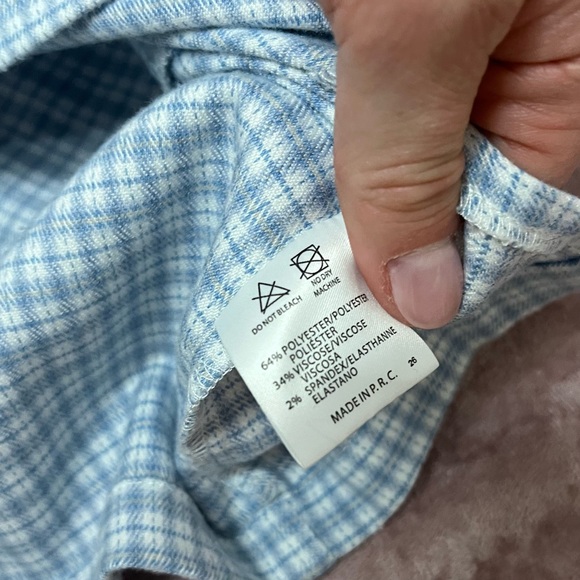 DO NOT BLEACH
NO DRY
MACHINE
64% POLYESTER/POLYESTER
POLIÉSTER
34% VISCOSE/VISCOSE
VISCOSA
2% SPANDEX/ELASTHANNE
ELASTANO
MADE IN P.R.C. 26